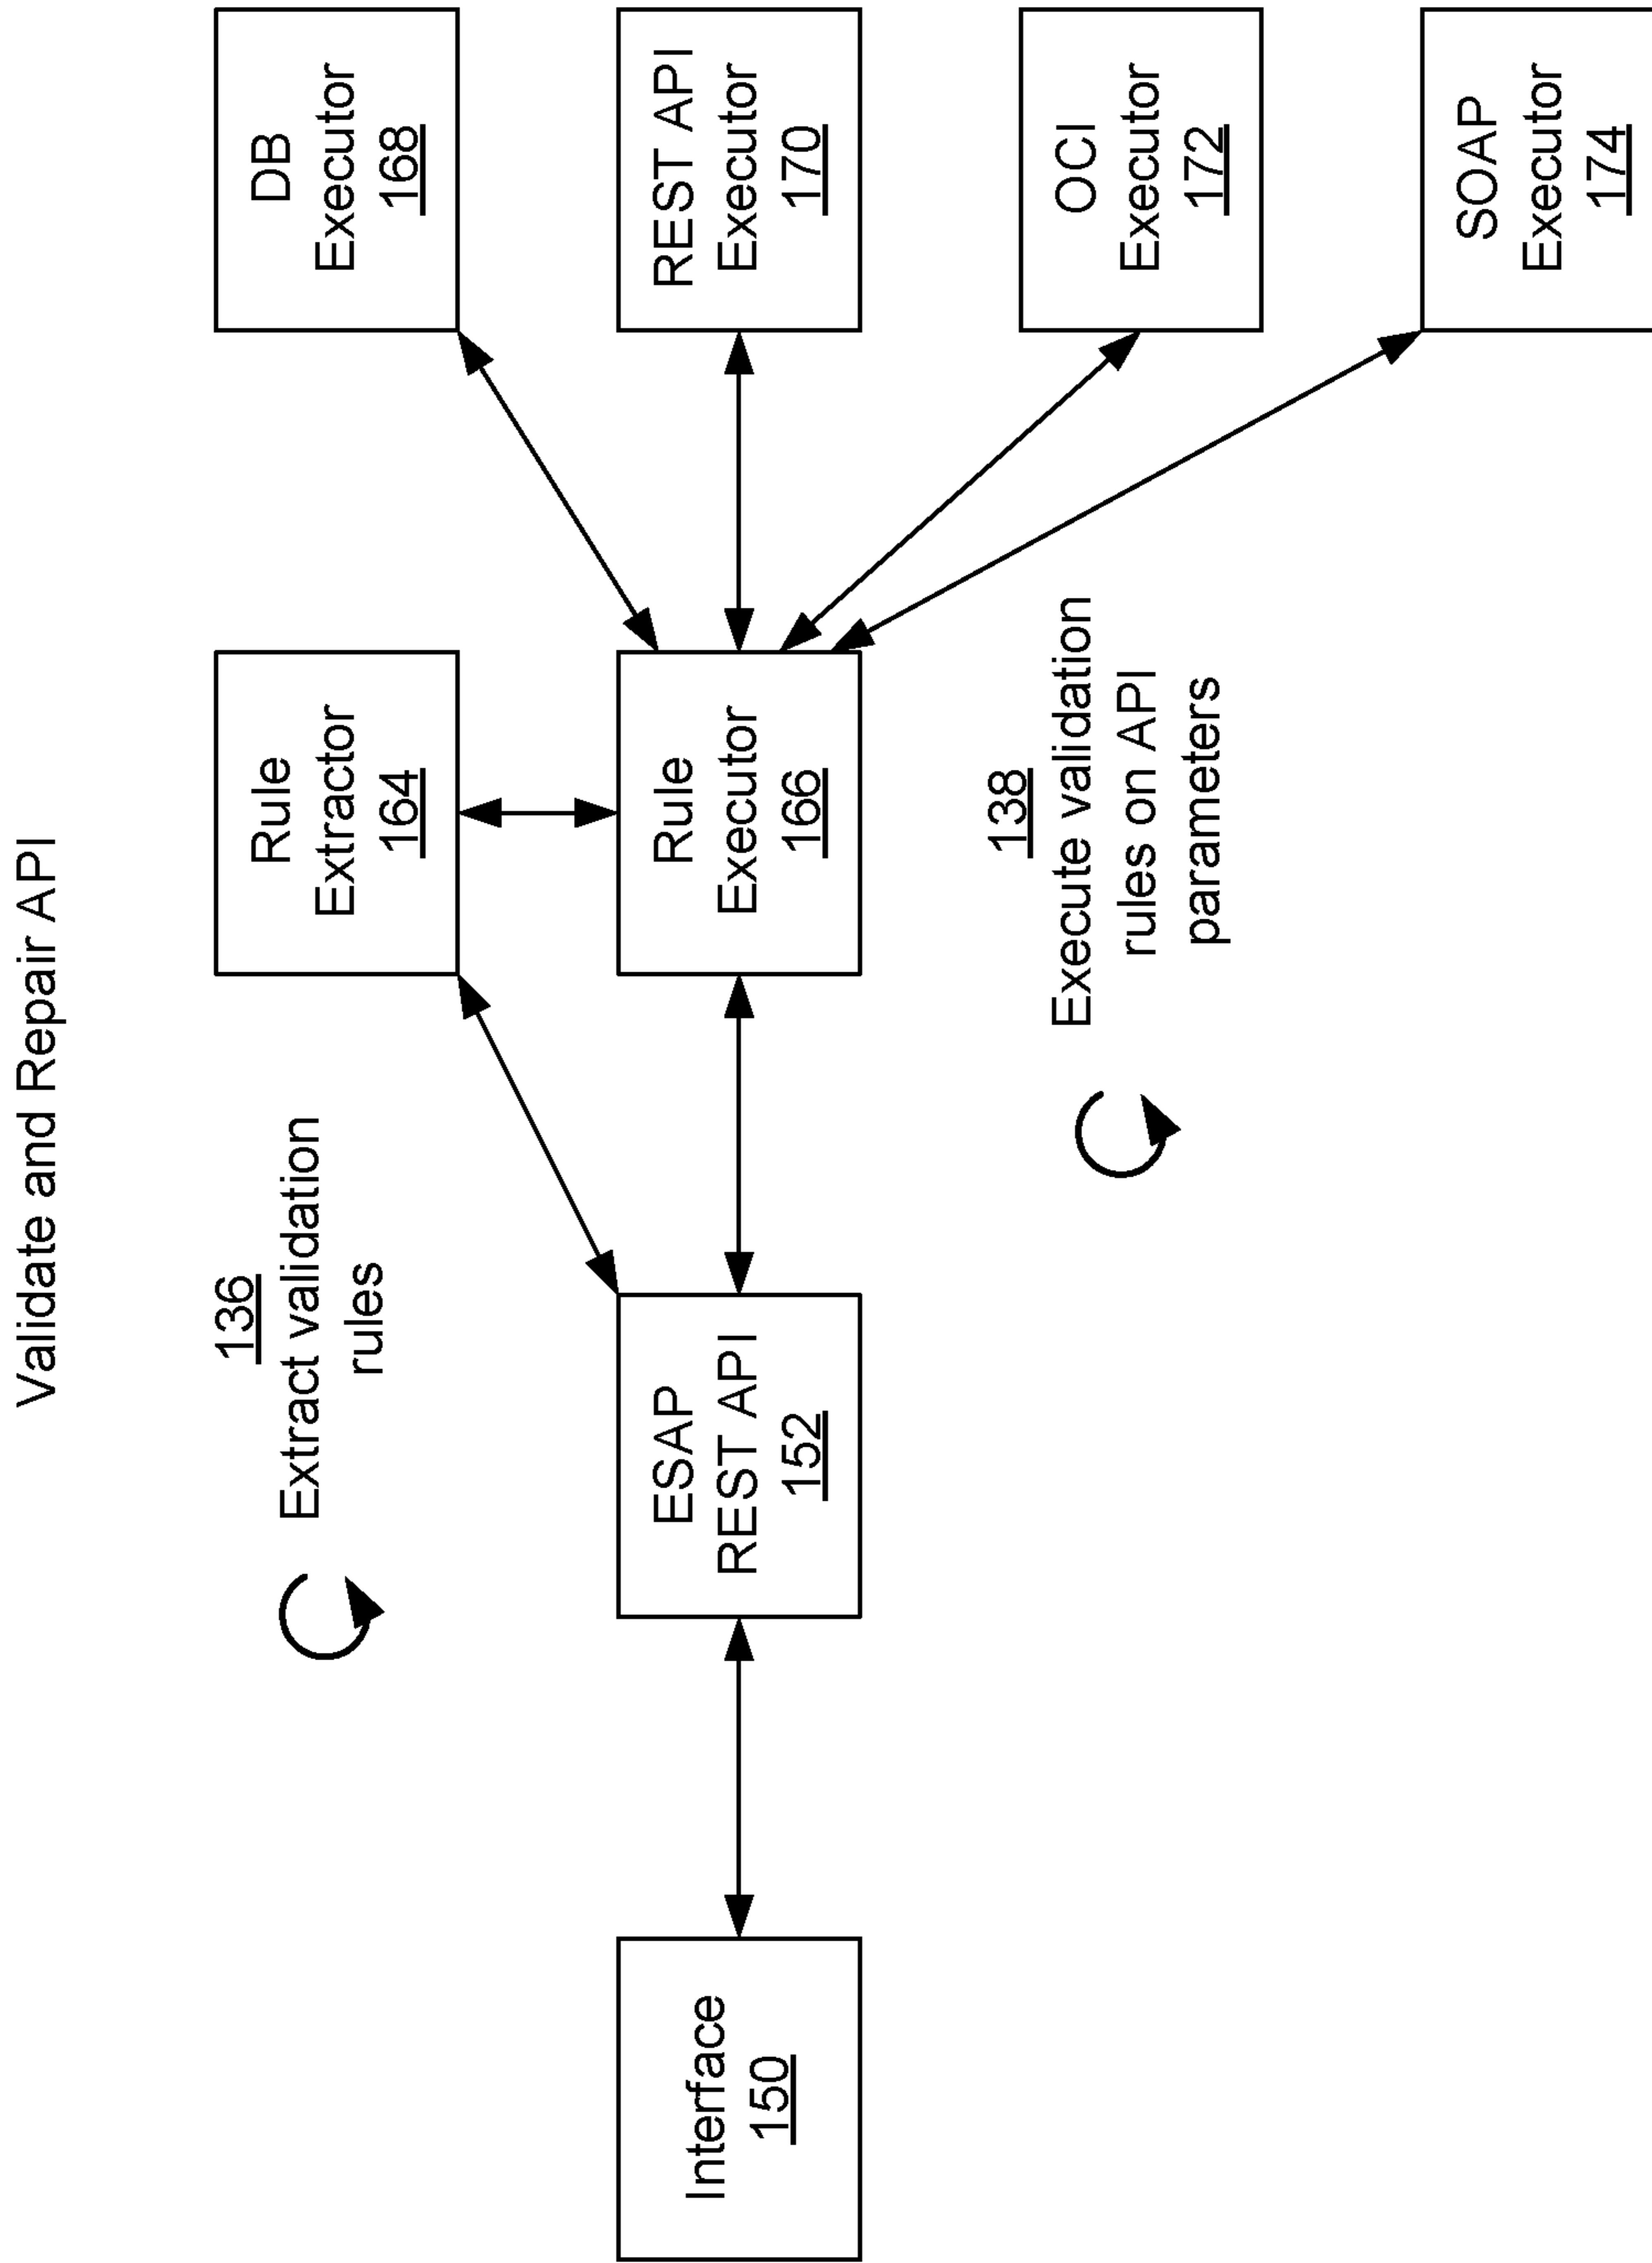 Validate and Repair API
136
Extract validation
rules
Rule
Extractor
164
DB
Executor
168
Interface
150
ESAP
REST API
152
Rule
Executor
166
REST API
Executor
170
138
Execute validation
rules on API
parameters
OCI
Executor
172
SOAP
Executor
174